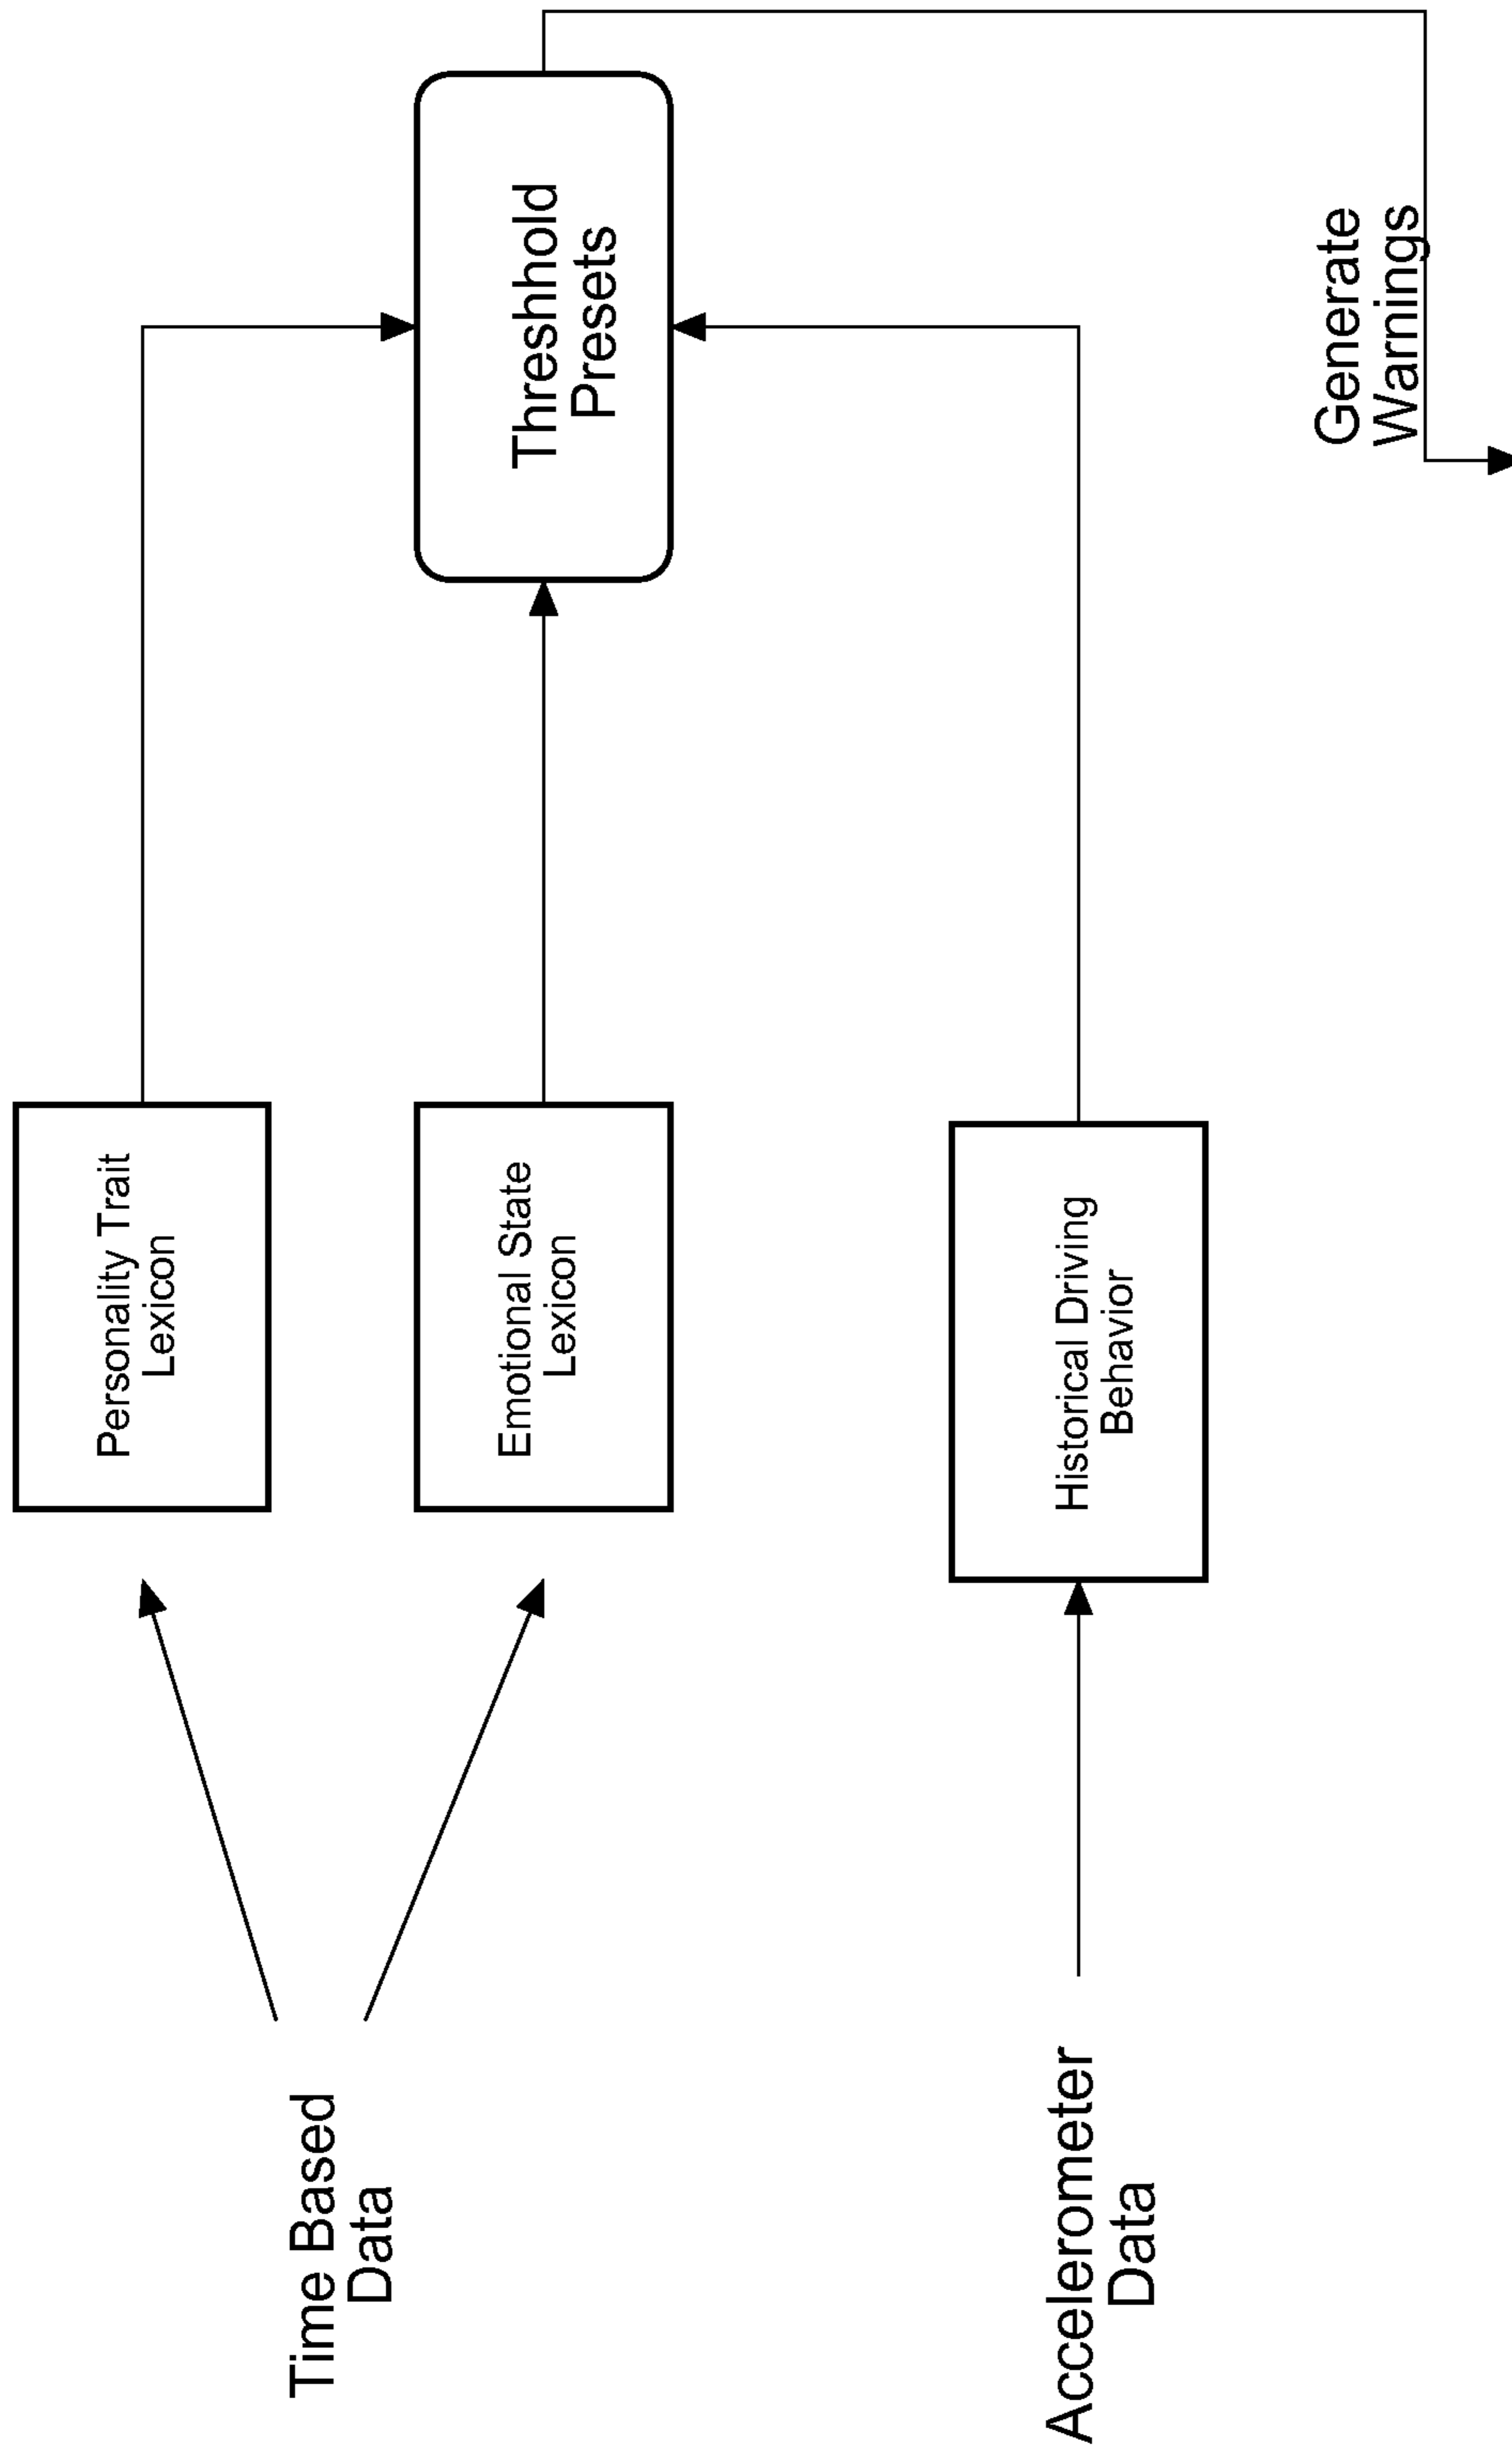 Time Based
Data
Personality Trait
Lexicon
Emotional State
Lexicon
Threshhold
Presets
Accelerometer
Data
Historical Driving
Behavior
Generate
Warnings